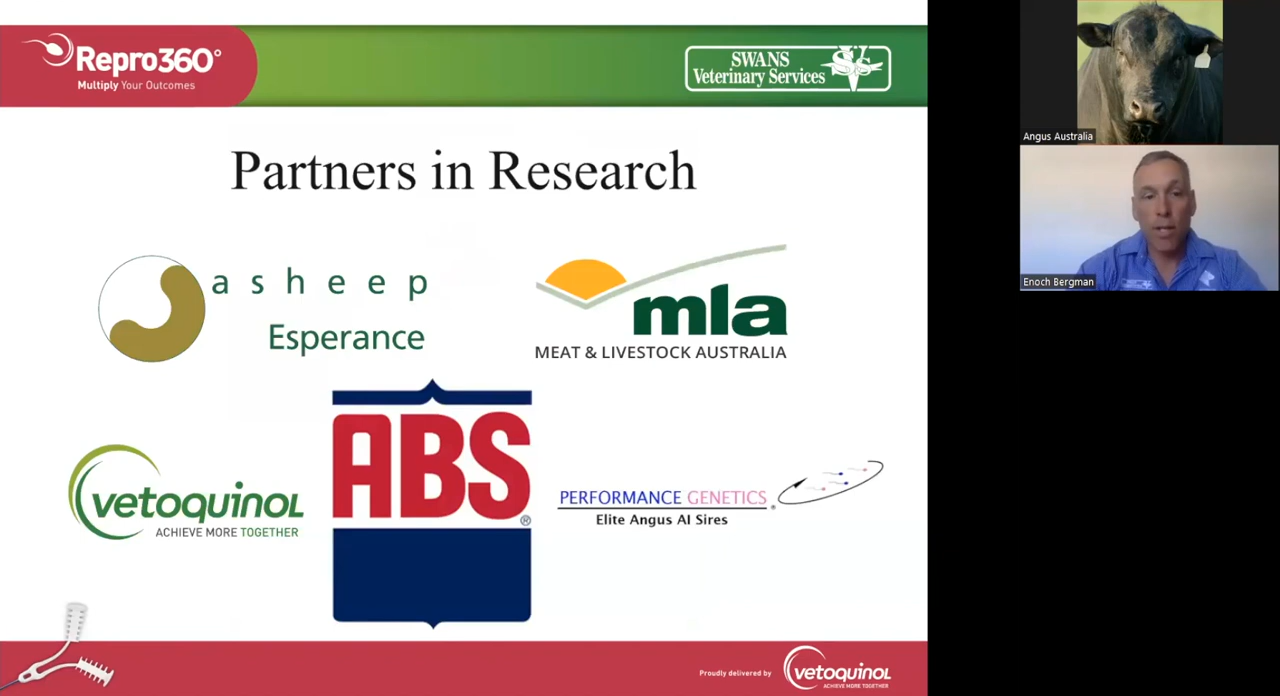 Repro360°
Multiply Your Outcomes
SWANS
Veterinary Services
Partners in Research
asheep
Esperance
mla
MEAT & LIVESTOCK AUSTRALIA
vetoquinol
ACHIEVE MORE TOGETHER
ABS®
PERFORMANCE GENETICS®
Elite Angus AI Sires
Proudly delivered by
vetoquinol
ACHIEVE MORE TOGETHER
Angus Australia
Enoch Bergman